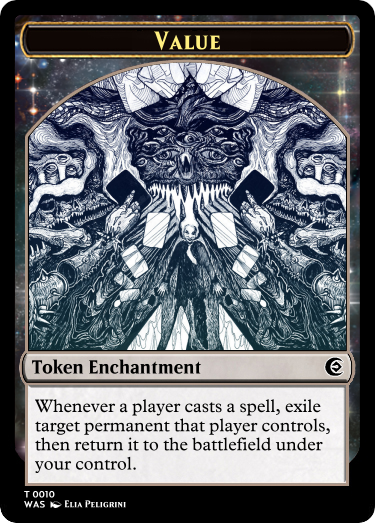 VALUE
Token Enchantment
Whenever a player casts a spell, exile
target permanent that player controls,
then return it to the battlefield under
your control.
T 0010
WAS ELIA PELIGRINI